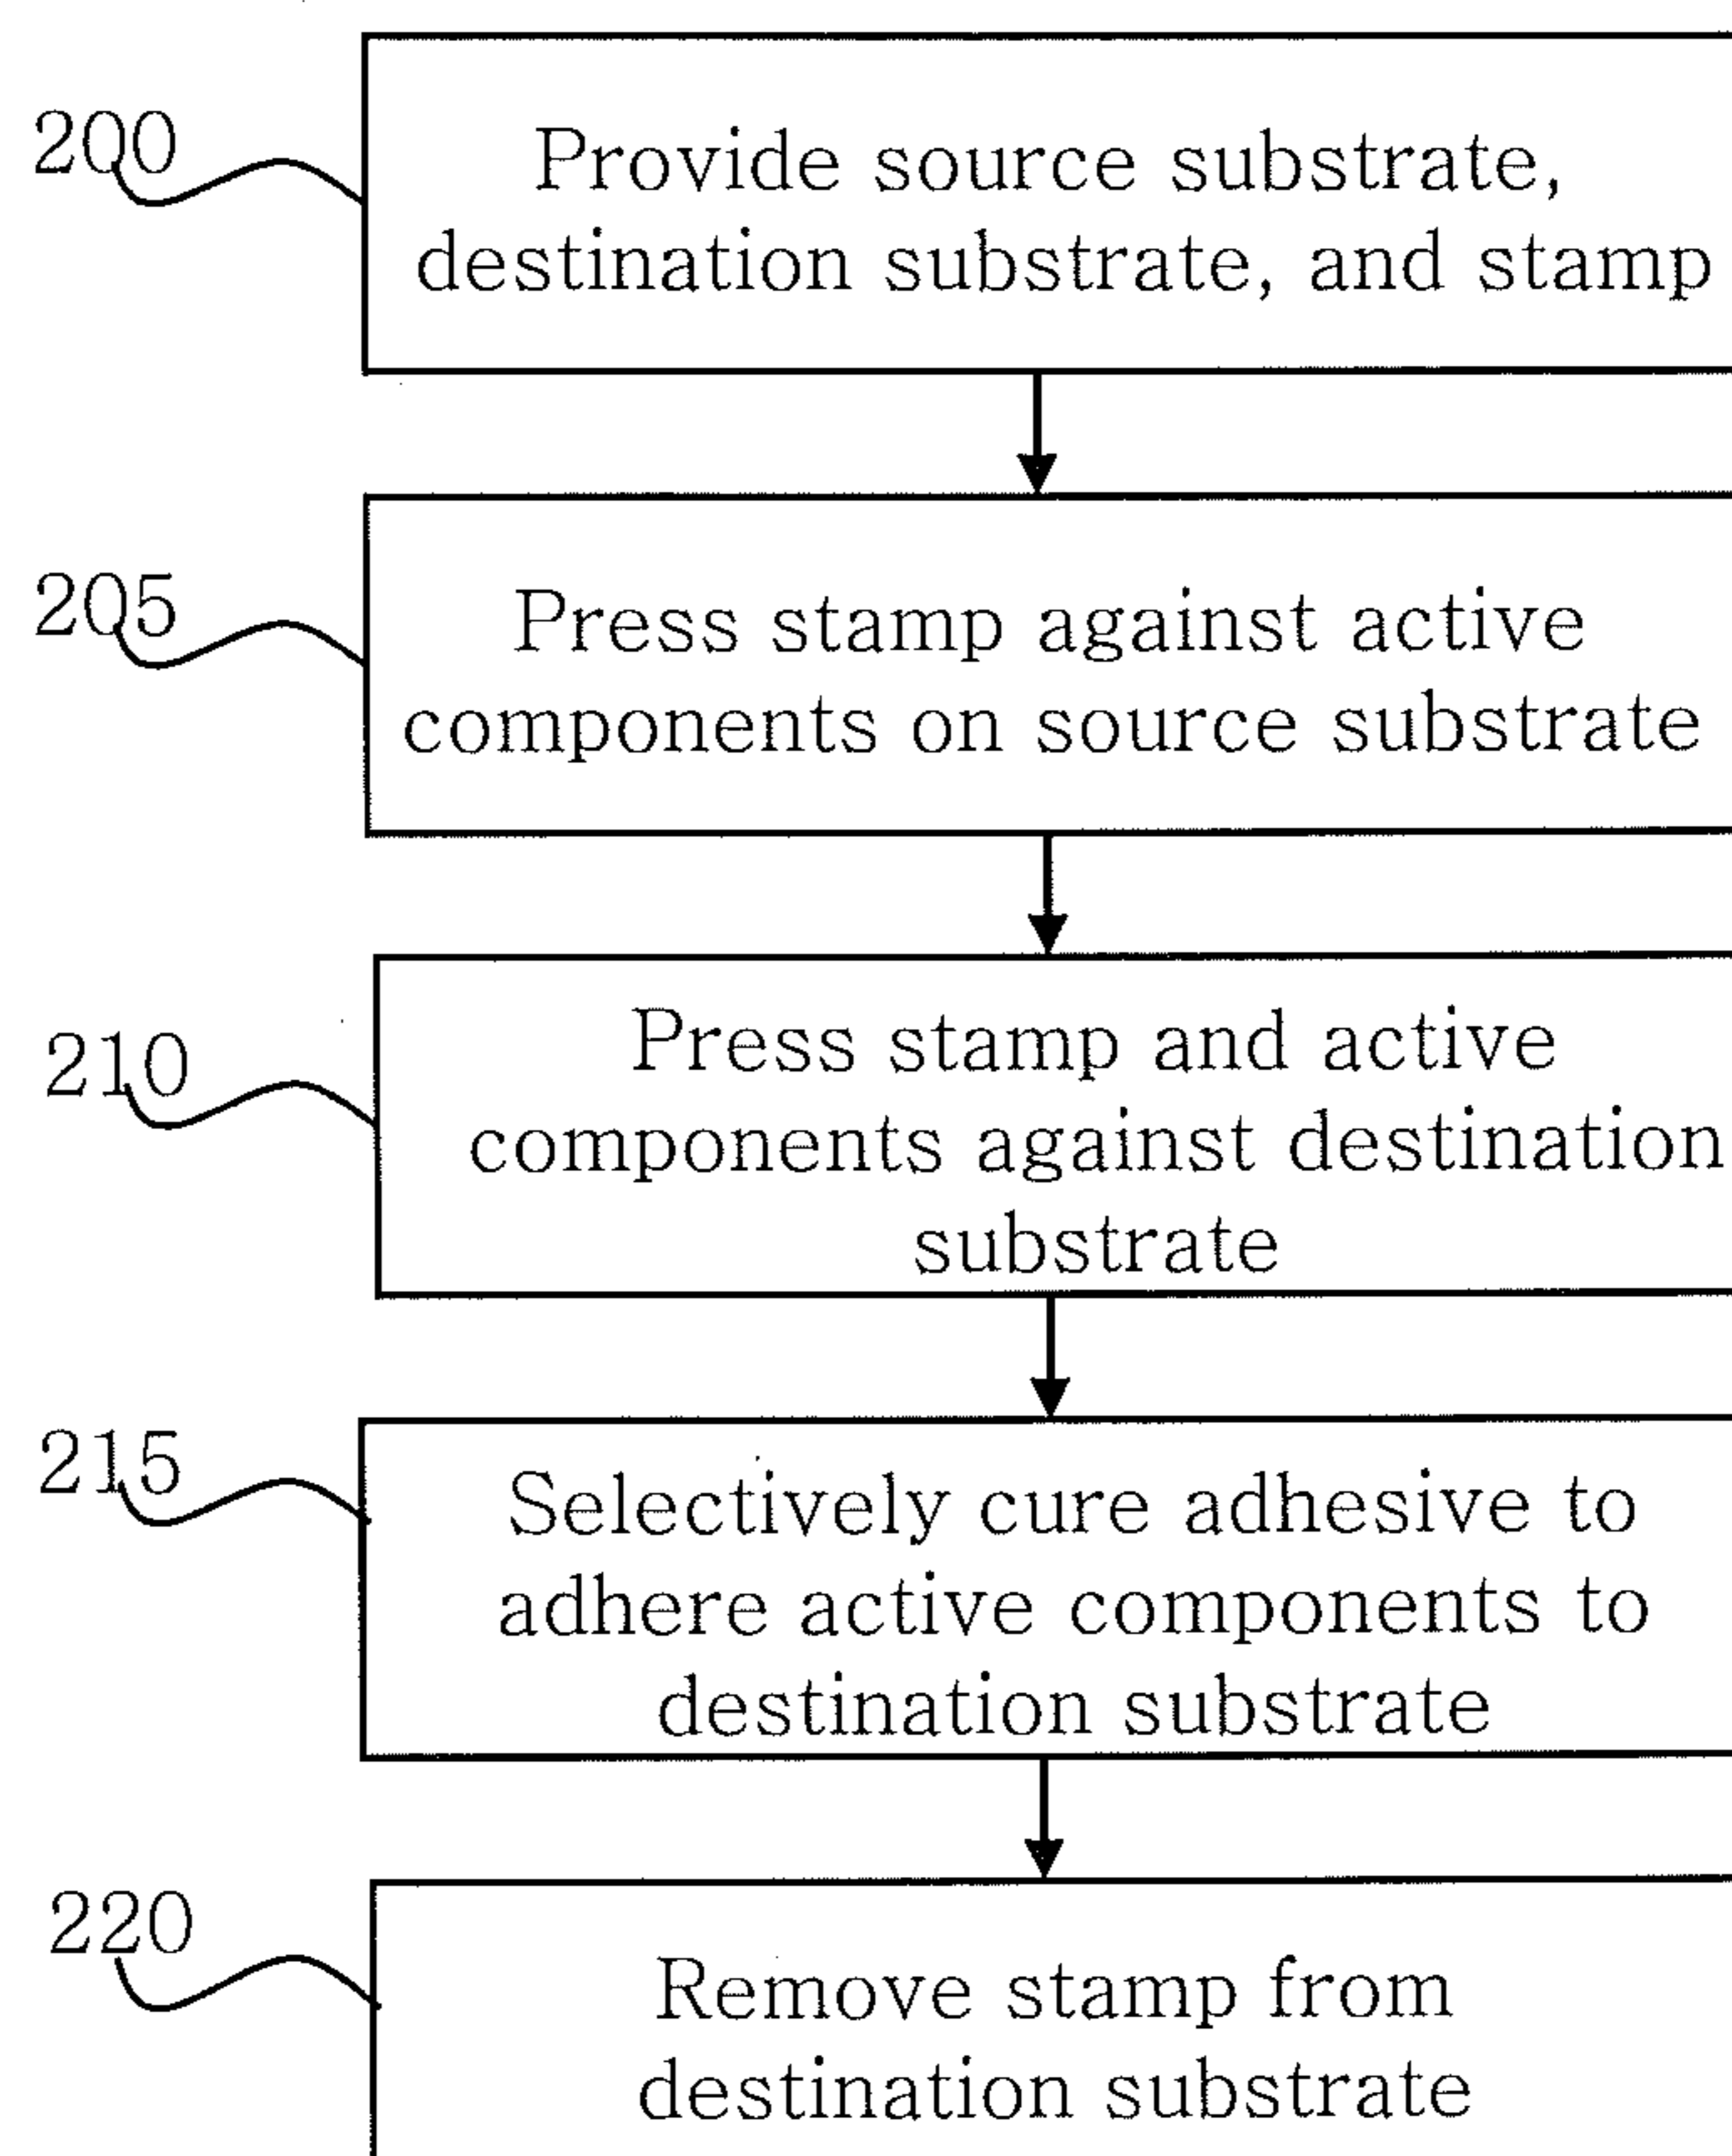 200
Provide source substrate,
destination substrate, and stamp
205
Press stamp against active
components on source substrate
210
Press stamp and active
components against destination
substrate
215
Selectively cure adhesive to
adhere active components to
destination substrate
220
Remove stamp from
destination substrate